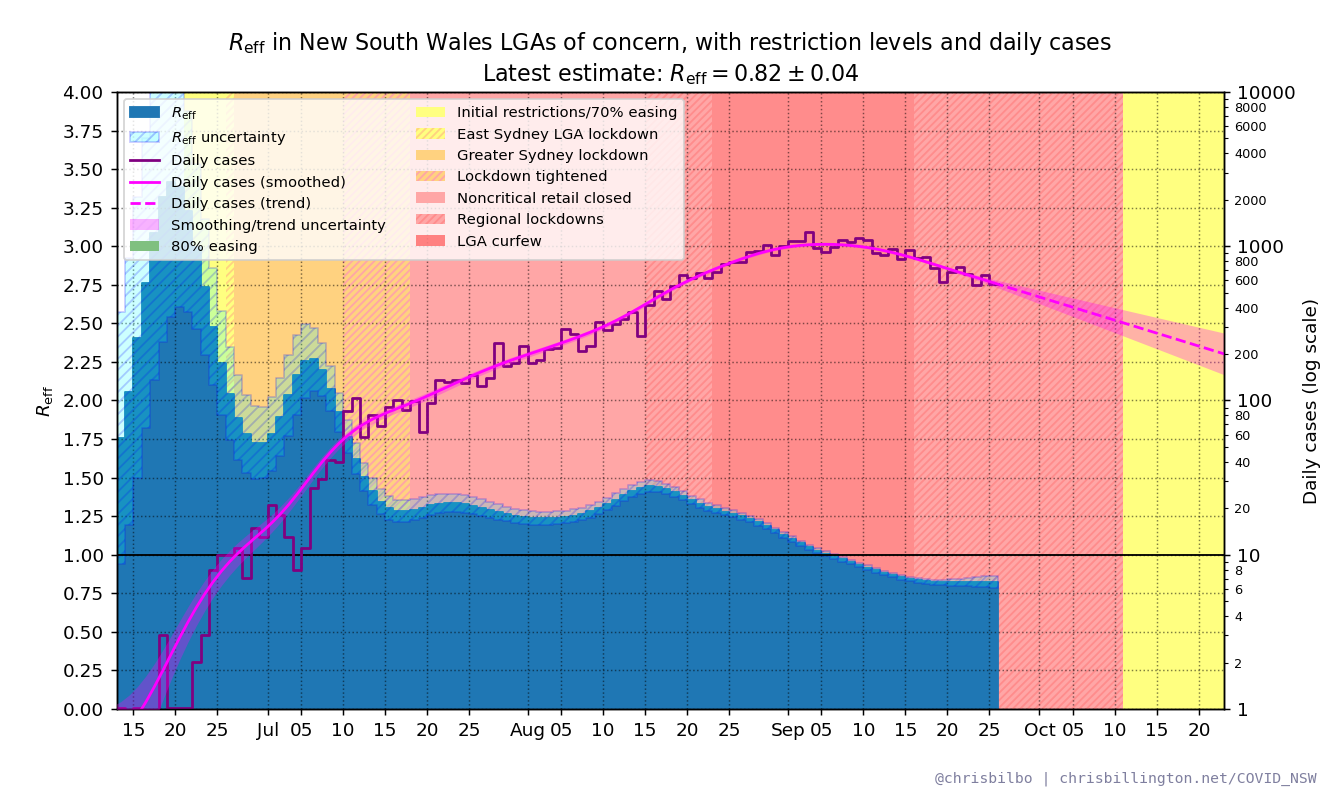 R_eff in New South Wales LGAs of concern, with restriction levels and daily cases
Latest estimate: R_eff = 0.82 ± 0.04
R_eff
R_eff uncertainty
Daily cases
Daily cases (smoothed)
Daily cases (trend)
Smoothing/trend uncertainty
80% easing
Initial restrictions/70% easing
East Sydney LGA lockdown
Greater Sydney lockdown
Lockdown tightened
Noncritical retail closed
Regional lockdowns
LGA curfew
R_eff
4.00
3.75
3.50
3.25
3.00
2.75
2.50
2.25
2.00
1.75
1.50
1.25
1.00
0.75
0.50
0.25
0.00
10000
8000
6000
4000
2000
1000
800
600
400
200
100
80
60
40
20
10
8
6
4
2
1
Daily cases (log scale)
15 20 25 Jul 05 10 15 20 25 Aug 05 10 15 20 25 Sep 05 10 15 20 25 Oct 05 10 15 20
@chrisbilbo | chrisbillington.net/COVID_NSW